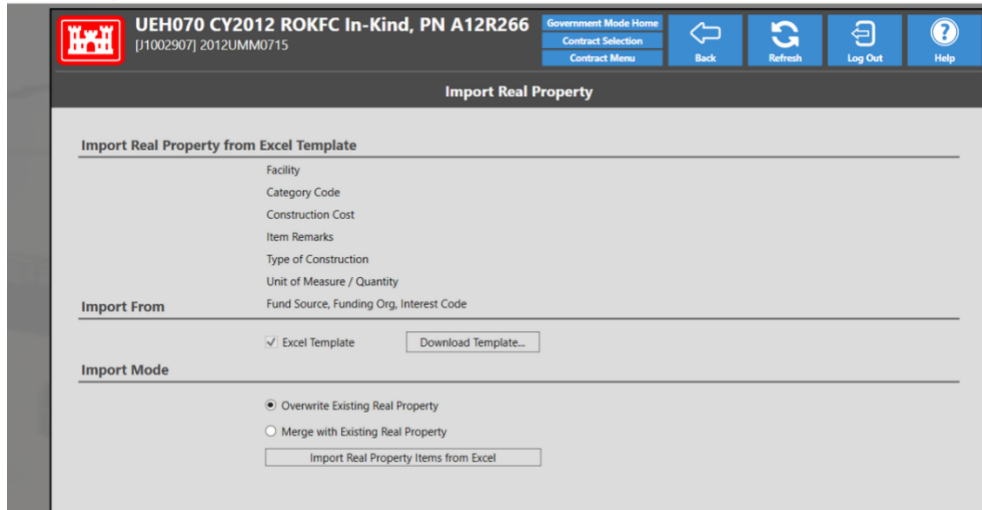 UEH070 CY2012 ROKFC In-Kind, PN A12R266
[J1002907] 2012UMM0715
Government Mode Home
Contract Selection
Contract Menu
Back
Refresh
Log Out
Help
Import Real Property
Import Real Property from Excel Template
Facility
Category Code
Construction Cost
Item Remarks
Type of Construction
Unit of Measure / Quantity
Fund Source, Funding Org, Interest Code
Import From
Excel Template
Download Template...
Import Mode
Overwrite Existing Real Property
Merge with Existing Real Property
Import Real Property Items from Excel